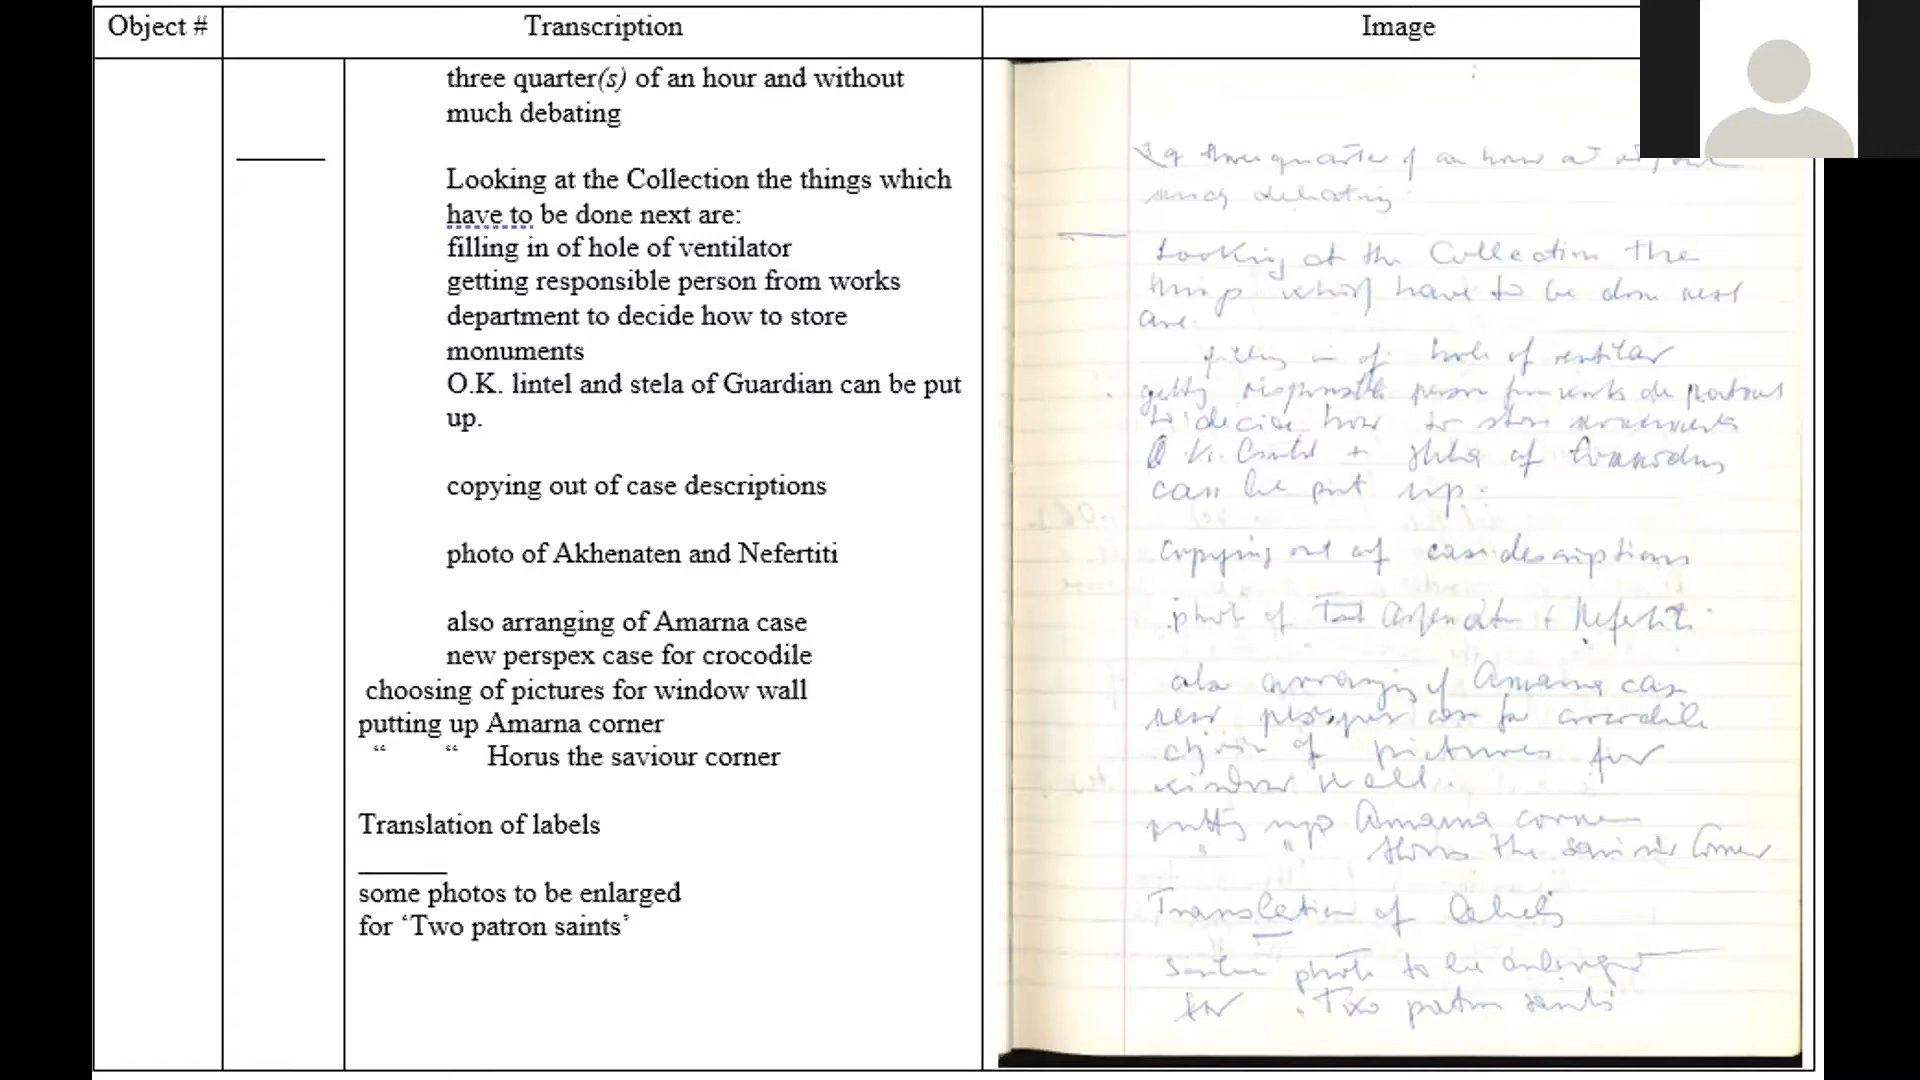 Object #
Transcription
Image
three quarter(s) of an hour and without
much debating
Looking at the Collection the things which
have to be done next are:
filling in of hole of ventilator
getting responsible person from works
department to decide how to store
monuments
O.K. lintel and stela of Guardian can be put
up.
copying out of case descriptions
photo of Akhenaten and Nefertiti
also arranging of Amarna case
new perspex case for crocodile
choosing of pictures for window wall
putting up Amarna corner
“ “ Horus the saviour corner
Translation of labels
some photos to be enlarged
for ‘Two patron saints’
three quarter of an hour
much debating
Looking at the Collection the
things which have to be done next
are.
in of hole of
responsible person from works
to decide how to store monuments
O.K. + stela of
can be put up.
copying out of case descriptions
photo of + Nefertiti
also arranging of Amarna case
new perspex case for crocodile
of pictures for
window wall.
putting up Amarna corner
" " Horus the saviour Corner
Translation of labels
some photos to be enlarged
for Two patron saints